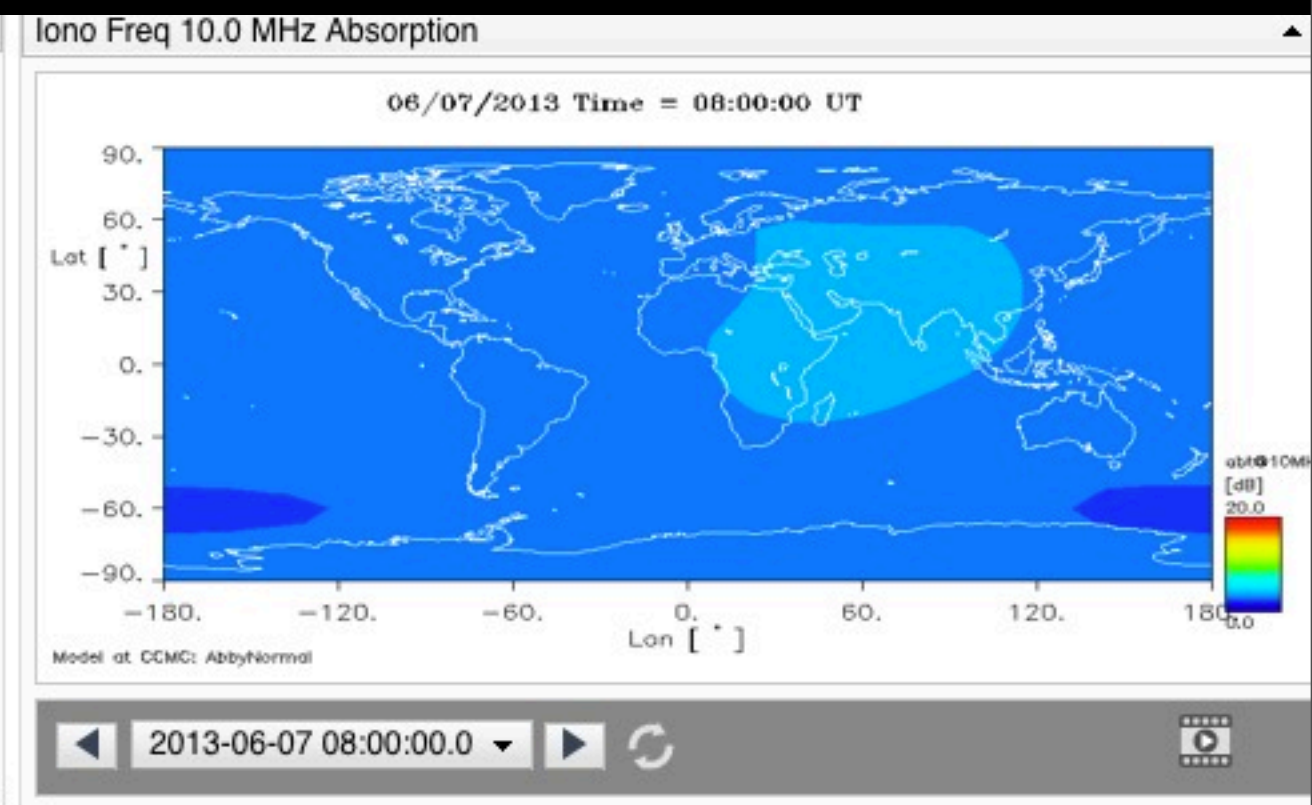 Iono Freq 10.0 MHz Absorption
06/07/2013 Time = 08:00:00 UT
90.
60.
Lat [ ° ]
30.
0.
−30.
−60.
−90.
−180. −120. −60. 0. 60. 120. 180.
Lon [ ° ]
[dB]
20.0
0.0
Model at CCMC: AbbyNormal
2013-06-07 08:00:00.0